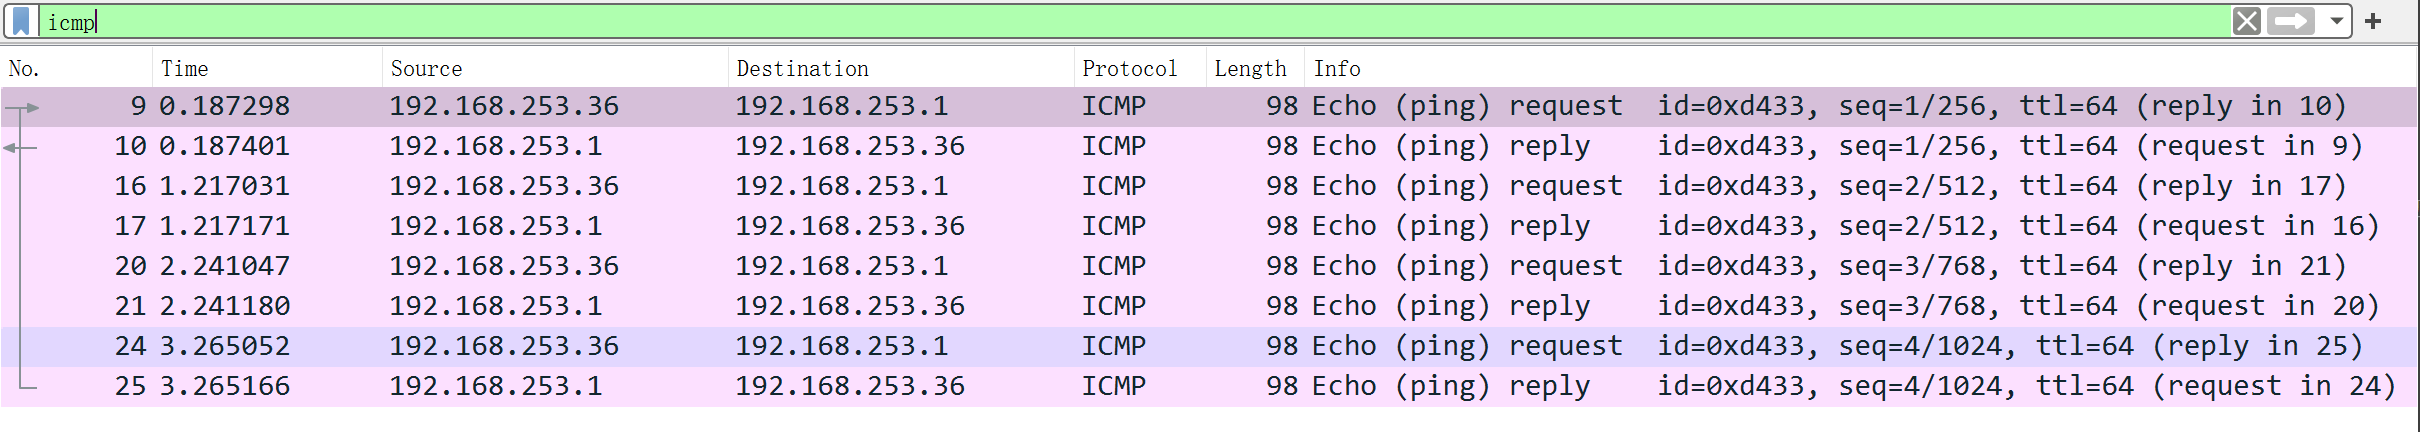 icmp
No. Time Source Destination Protocol Length Info
9 0.187298 192.168.253.36 192.168.253.1 ICMP 98 Echo (ping) request id=0xd433, seq=1/256, ttl=64 (reply in 10)
10 0.187401 192.168.253.1 192.168.253.36 ICMP 98 Echo (ping) reply id=0xd433, seq=1/256, ttl=64 (request in 9)
16 1.217031 192.168.253.36 192.168.253.1 ICMP 98 Echo (ping) request id=0xd433, seq=2/512, ttl=64 (reply in 17)
17 1.217171 192.168.253.1 192.168.253.36 ICMP 98 Echo (ping) reply id=0xd433, seq=2/512, ttl=64 (request in 16)
20 2.241047 192.168.253.36 192.168.253.1 ICMP 98 Echo (ping) request id=0xd433, seq=3/768, ttl=64 (reply in 21)
21 2.241180 192.168.253.1 192.168.253.36 ICMP 98 Echo (ping) reply id=0xd433, seq=3/768, ttl=64 (request in 20)
24 3.265052 192.168.253.36 192.168.253.1 ICMP 98 Echo (ping) request id=0xd433, seq=4/1024, ttl=64 (reply in 25)
25 3.265166 192.168.253.1 192.168.253.36 ICMP 98 Echo (ping) reply id=0xd433, seq=4/1024, ttl=64 (request in 24)